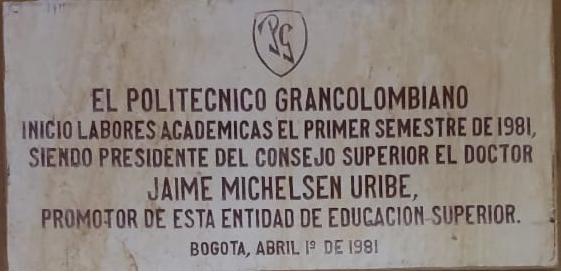 PG
EL POLITECNICO GRANCOLOMBIANO
INICIO LABORES ACADEMICAS EL PRIMER SEMESTRE DE 1981,
SIENDO PRESIDENTE DEL CONSEJO SUPERIOR EL DOCTOR
JAIME MICHELSEN URIBE,
PROMOTOR DE ESTA ENTIDAD DE EDUCACION SUPERIOR.
BOGOTA, ABRIL 1º DE 1981